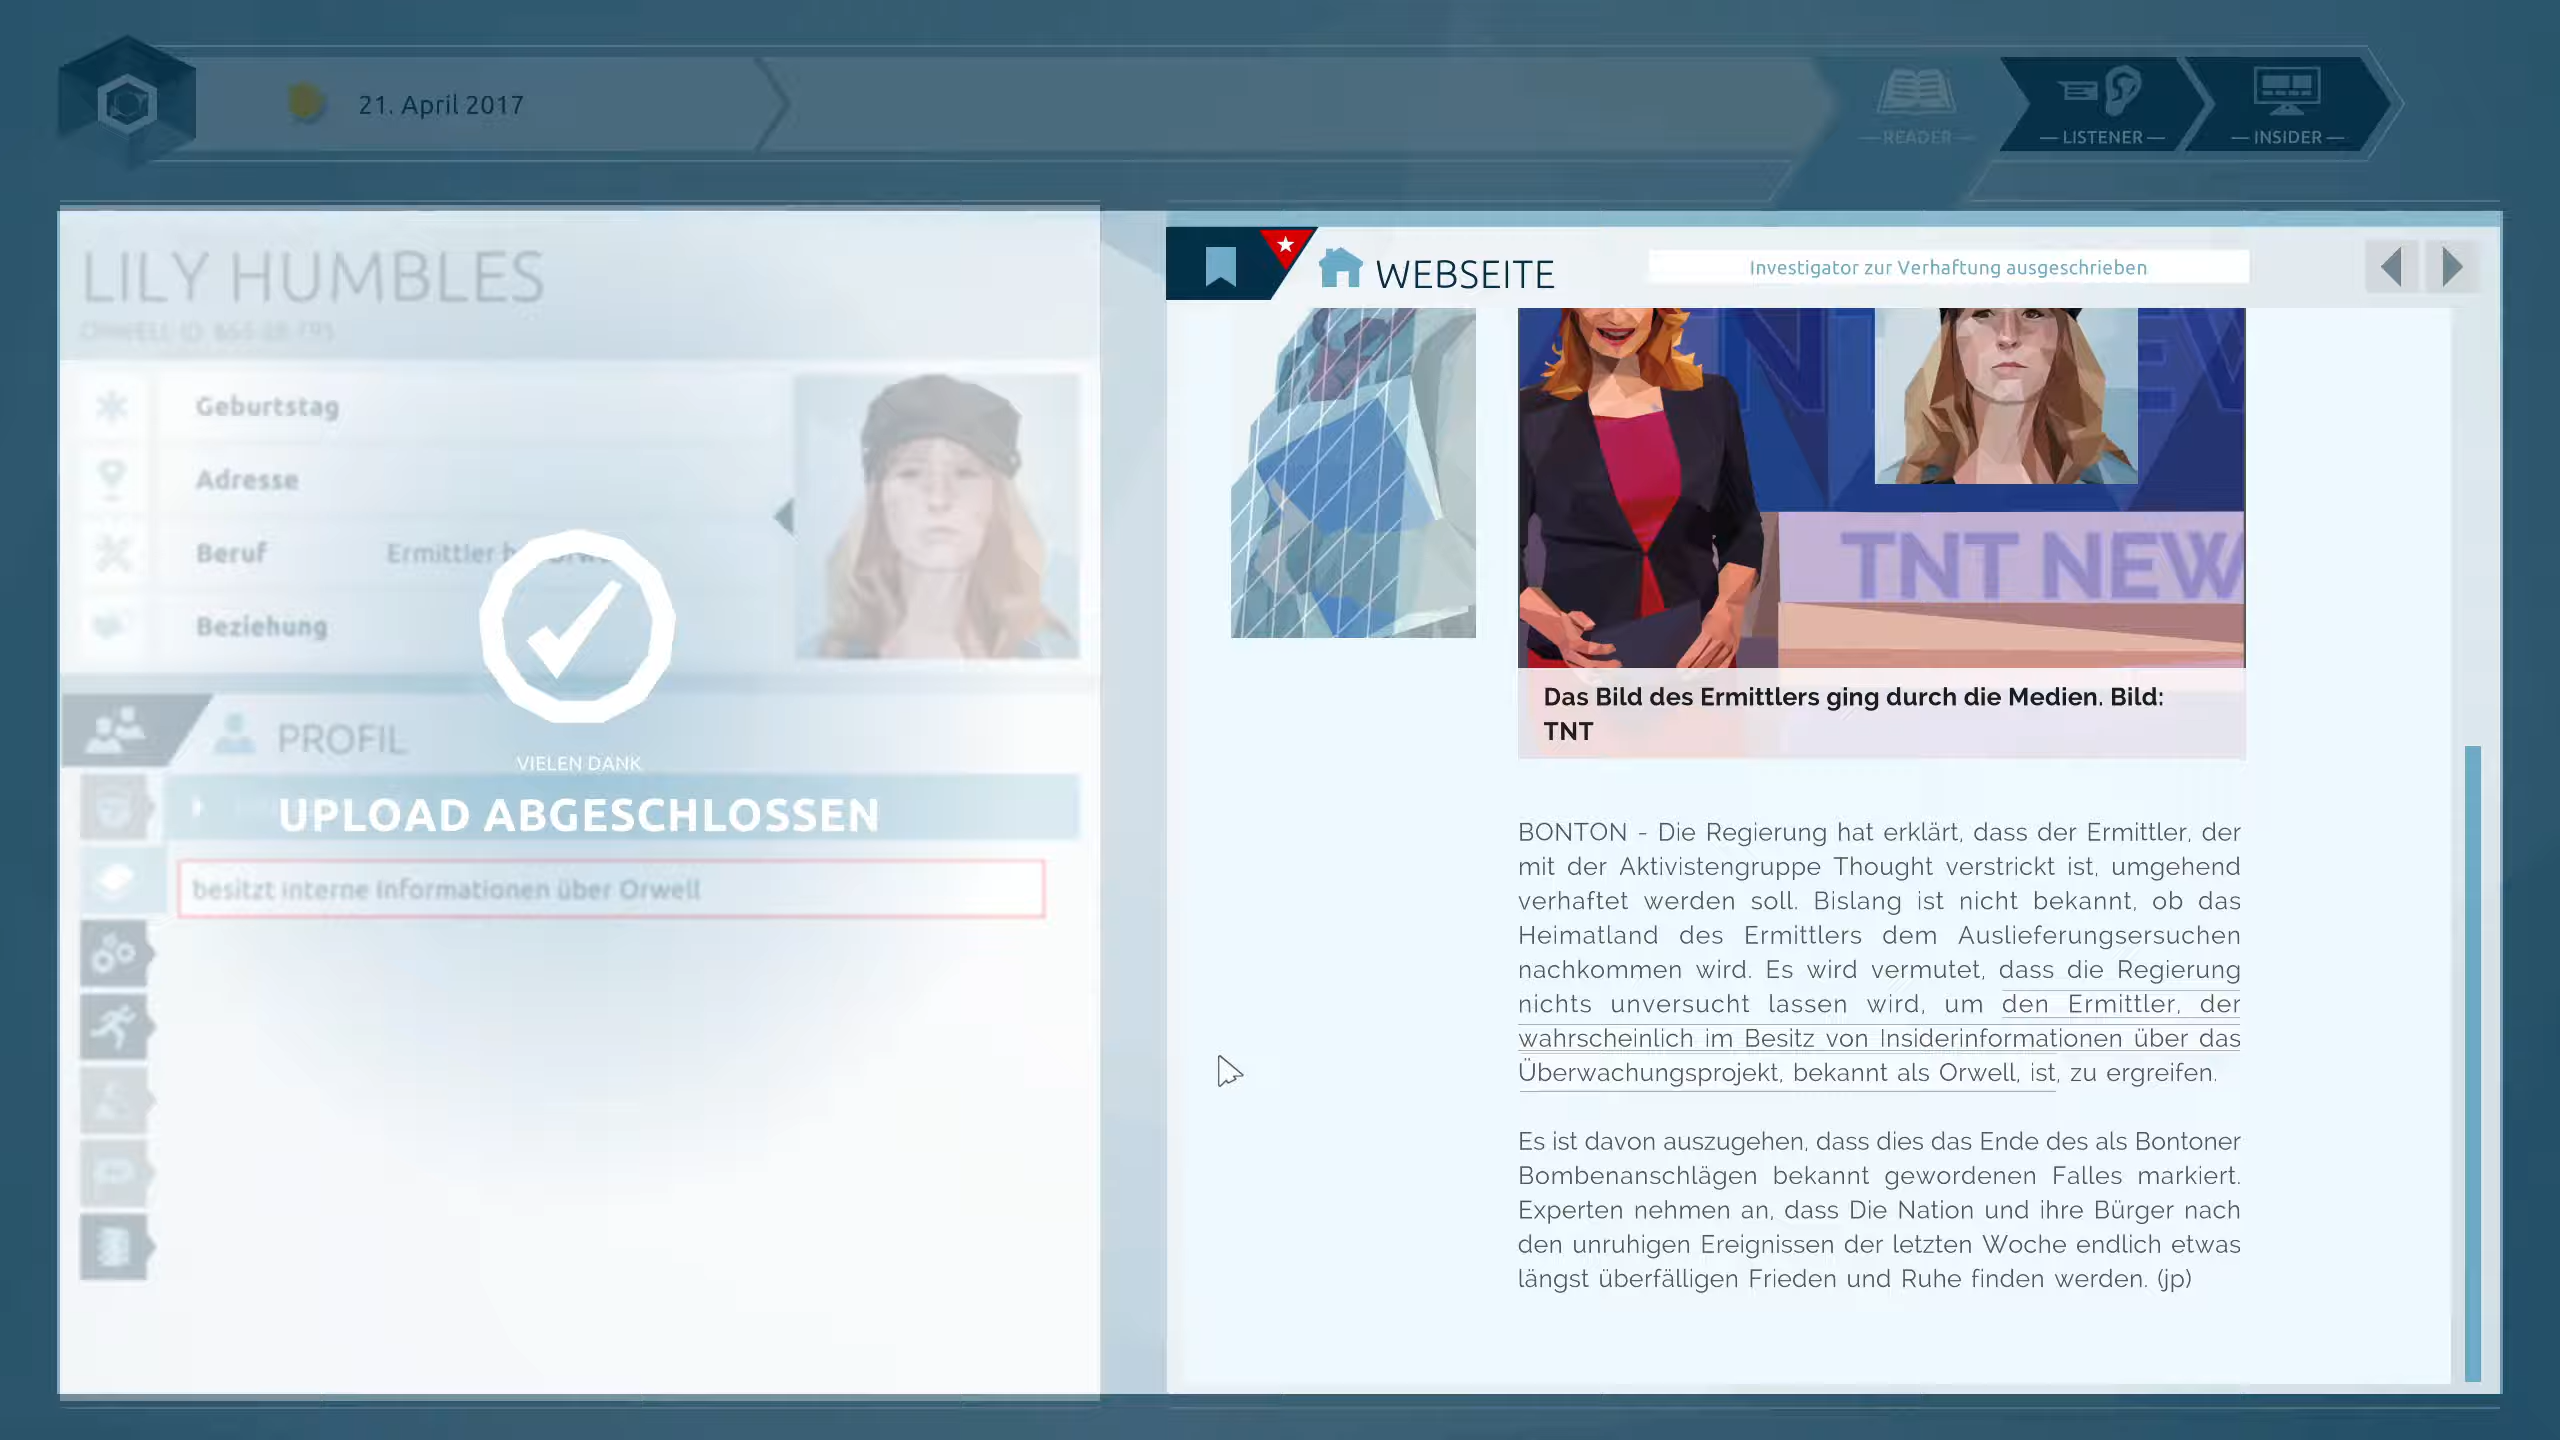 21. April 2017
READER
LISTENER
INSIDER
LILY HUMBLES
Geburtstag
Adresse
Beruf
Ermittler
Beziehung
PROFIL
VIELEN DANK
UPLOAD ABGESCHLOSSEN
besitzt interne Informationen über Orwell
WEBSEITE
Investigator zur Verhaftung ausgeschrieben
TNT NEW
Das Bild des Ermittlers ging durch die Medien. Bild:
TNT
BONTON - Die Regierung hat erklärt, dass der Ermittler, der
mit der Aktivistengruppe Thought verstrickt ist, umgehend
verhaftet werden soll. Bislang ist nicht bekannt, ob das
Heimatland des Ermittlers dem Auslieferungsersuchen
nachkommen wird. Es wird vermutet, dass die Regierung
nichts unversucht lassen wird, um den Ermittler, der
wahrscheinlich im Besitz von Insiderinformationen über das
Überwachungsprojekt, bekannt als Orwell, ist, zu ergreifen.
Es ist davon auszugehen, dass dies das Ende des als Bontoner
Bombenanschlägen bekannt gewordenen Falles markiert.
Experten nehmen an, dass Die Nation und ihre Bürger nach
den unruhigen Ereignissen der letzten Woche endlich etwas
längst überfälligen Frieden und Ruhe finden werden. (jp)